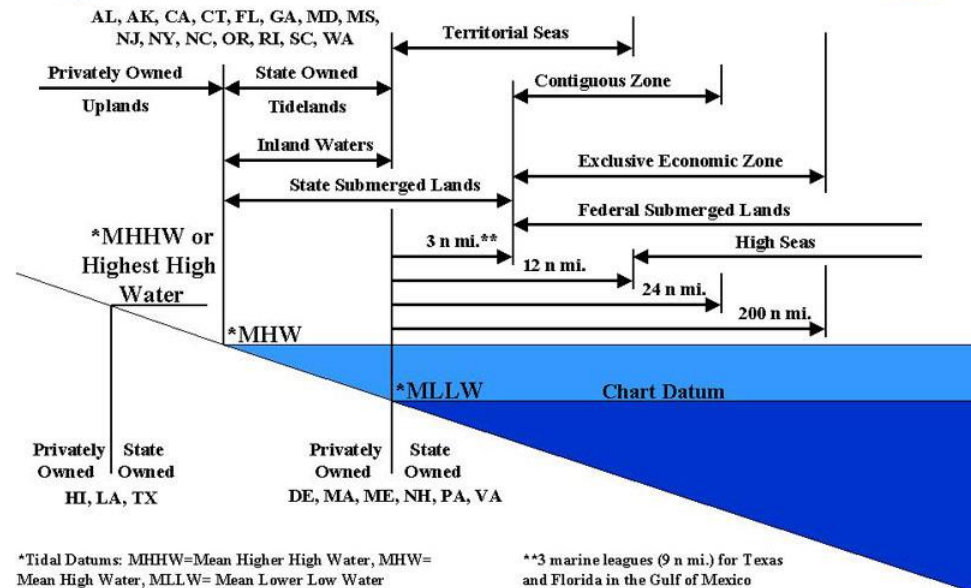 AL, AK, CA, CT, FL, GA, MD, MS,
NJ, NY, NC, OR, RI, SC, WA
Territorial Seas
Privately Owned
State Owned
Contiguous Zone
Uplands
Tidelands
Inland Waters
Exclusive Economic Zone
State Submerged Lands
Federal Submerged Lands
*MHHW or
Highest High
Water
3 n mi.**
High Seas
12 n mi.
24 n mi.
200 n mi.
*MHW
*MLLW
Chart Datum
Privately
Owned
State
Owned
HI, LA, TX
Privately
Owned
State
Owned
DE, MA, ME, NH, PA, VA
*Tidal Datums: MHHW=Mean Higher High Water, MHW=
Mean High Water, MLLW= Mean Lower Low Water
**3 marine leagues (9 n mi.) for Texas
and Florida in the Gulf of Mexico